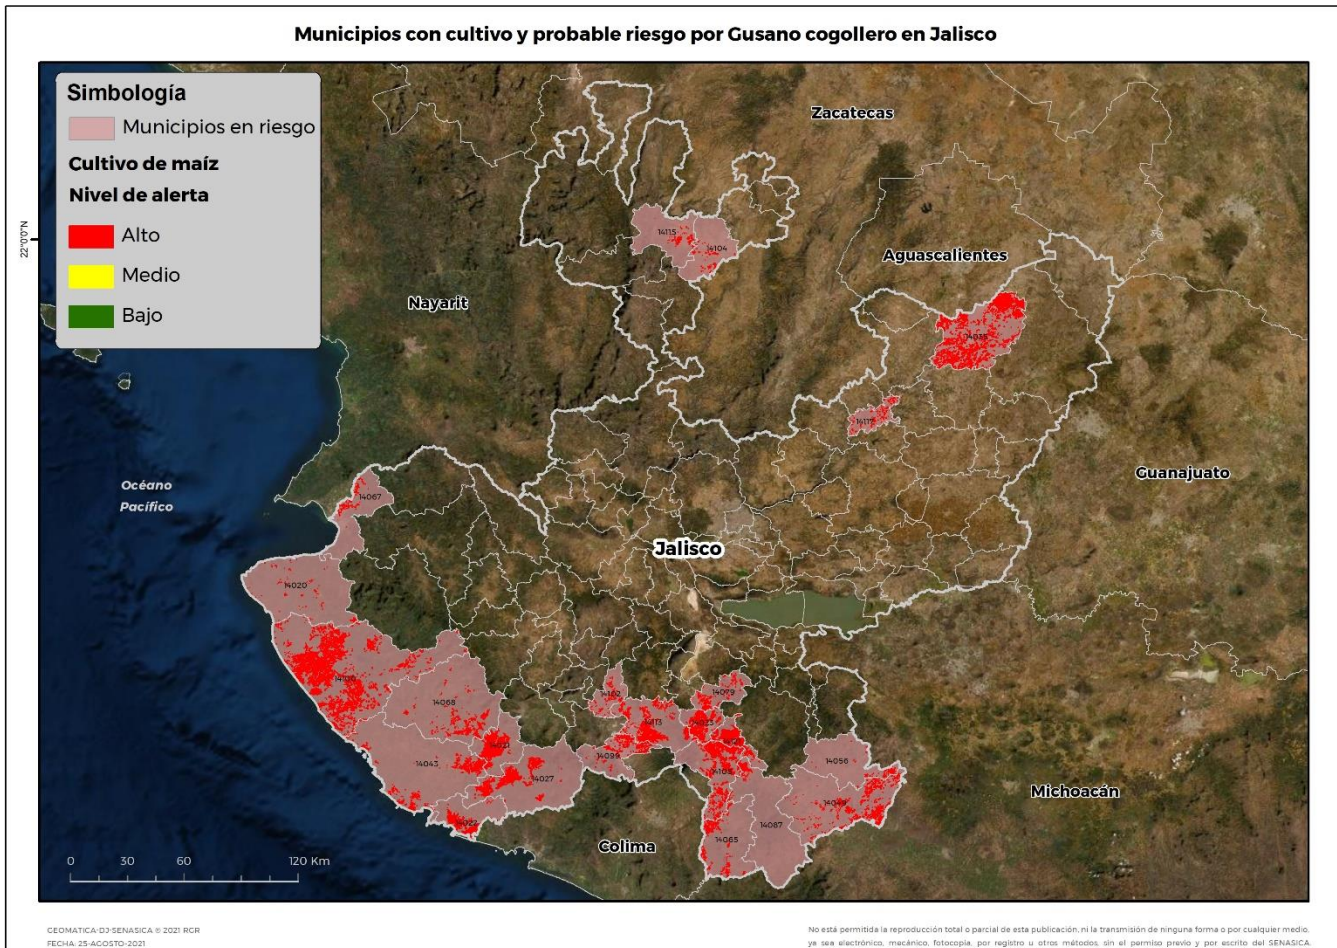 Municipios con cultivo y probable riesgo por Gusano cogollero en Jalisco
Simbología
Municipios en riesgo
Cultivo de maíz
Nivel de alerta
Alto
Medio
Bajo
22°0'0"N
Zacatecas
Aguascalientes
Nayarit
Guanajuato
Océano
Pacífico
Jalisco
Michoacán
Colima
14115
14104
14035
14117
14067
14020
14100
14068
14043
14027
14102
14113
14099
14079
14056
14087
14065
0 30 60 120 Km
GEOMATICA-DJ-SENASICA © 2021 RCR
FECHA: 25-AGOSTO-2021
No está permitida la reproducción total o parcial de esta publicación, ni la transmisión de ninguna forma o por cualquier medio,
ya sea electrónico, mecánico, fotocopia, por registro u otros métodos, sin el permiso previo y por escrito del SENASICA.